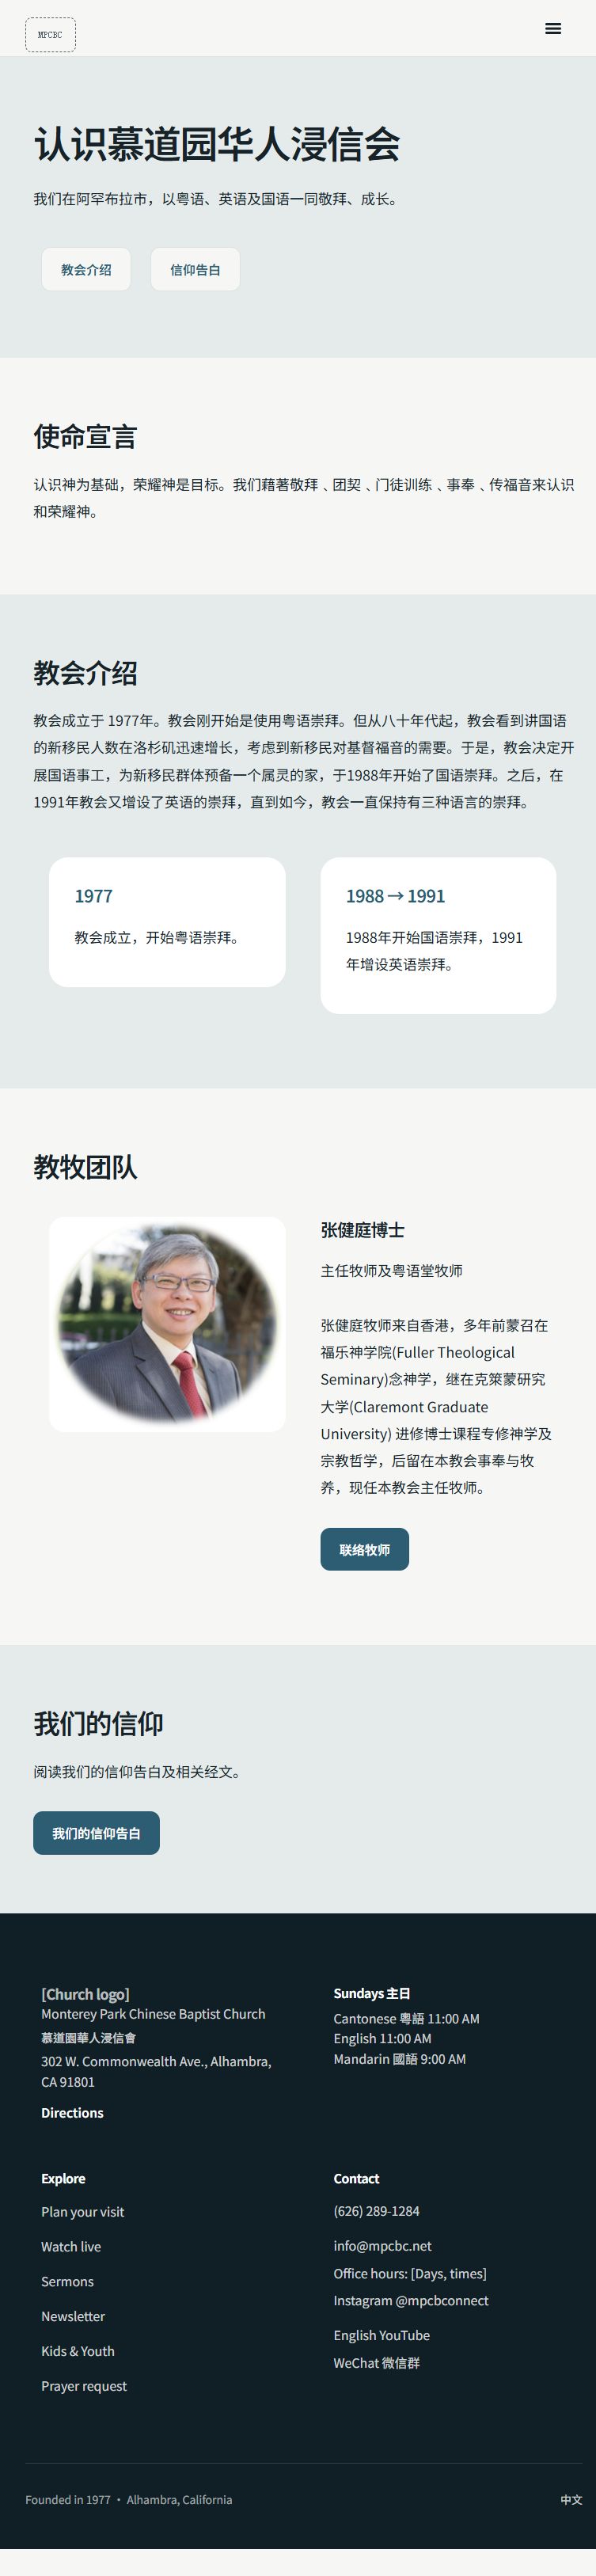 MPCBC
认识慕道园华人浸信会
我们在阿罕布拉市，以粤语、英语及国语一同敬拜、成长。
教会介绍
信仰告白
使命宣言
认识神为基础，荣耀神是目标。我们藉著敬拜﹑团契﹑门徒训练﹑事奉﹑传福音来认识
和荣耀神。
教会介绍
教会成立于 1977年。教会刚开始是使用粤语崇拜。但从八十年代起，教会看到讲国语
的新移民人数在洛杉矶迅速增长，考虑到新移民对基督福音的需要。于是，教会决定开
展国语事工，为新移民群体预备一个属灵的家，于1988年开始了国语崇拜。之后，在
1991年教会又增设了英语的崇拜，直到如今，教会一直保持有三种语言的崇拜。
1977
教会成立，开始粤语崇拜。
1988 → 1991
1988年开始国语崇拜，1991
年增设英语崇拜。
教牧团队
张健庭博士
主任牧师及粤语堂牧师
张健庭牧师来自香港，多年前蒙召在
福乐神学院(Fuller Theological
Seminary)念神学，继在克策蒙研究
大学(Claremont Graduate
University) 进修博士课程专修神学及
宗教哲学，后留在本教会事奉与牧
养，现任本教会主任牧师。
联络牧师
我们的信仰
阅读我们的信仰告白及相关经文。
我们的信仰告白
[Church logo]
Monterey Park Chinese Baptist Church
慕道園華人浸信會
302 W. Commonwealth Ave., Alhambra,
CA 91801
Directions
Sundays 主日
Cantonese 粵語 11:00 AM
English 11:00 AM
Mandarin 國語 9:00 AM
Explore
Plan your visit
Watch live
Sermons
Newsletter
Kids & Youth
Prayer request
Contact
(626) 289-1284
info@mpcbc.net
Office hours: [Days, times]
Instagram @mpcbconnect
English YouTube
WeChat 微信群
Founded in 1977 · Alhambra, California
中文